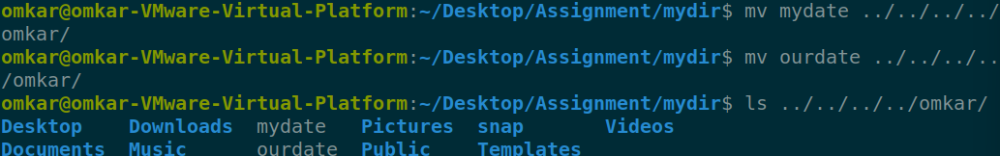 omkar@omkar-VMware-Virtual-Platform:~/Desktop/Assignment/mydir$ mv mydate ../../../../
omkar/
omkar@omkar-VMware-Virtual-Platform:~/Desktop/Assignment/mydir$ mv ourdate ../../../..
/omkar/
omkar@omkar-VMware-Virtual-Platform:~/Desktop/Assignment/mydir$ ls ../../../../omkar/
Desktop Downloads mydate Pictures snap Videos
Documents Music ourdate Public Templates